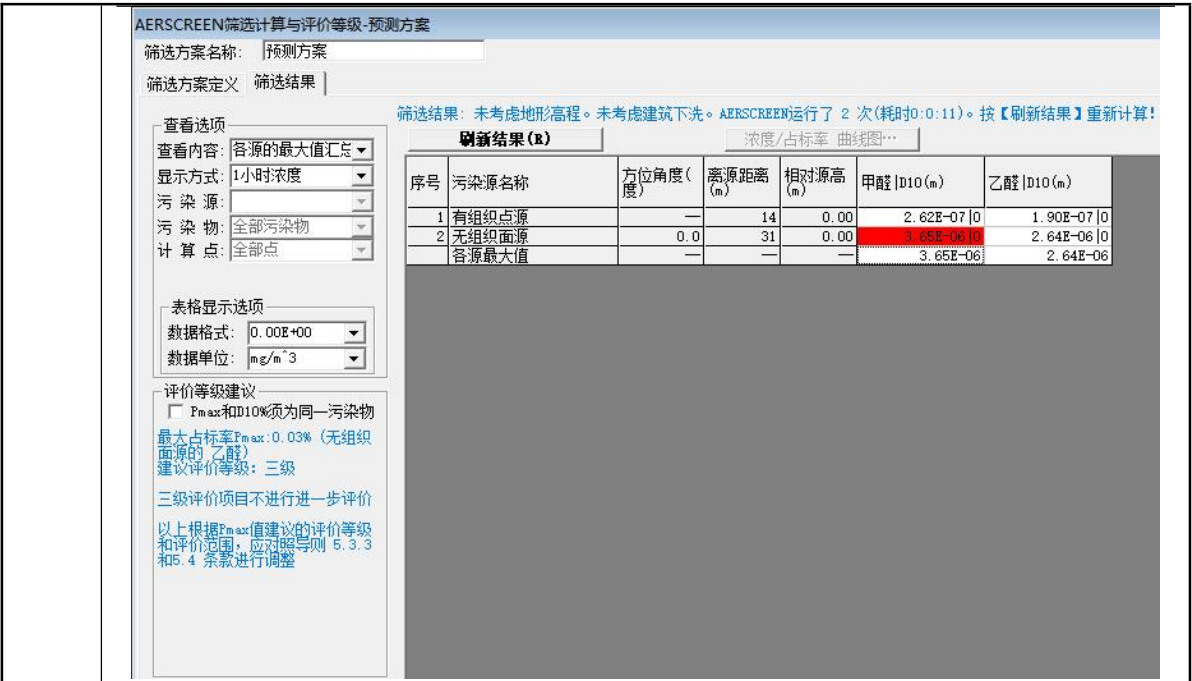 AERSCREEN筛选计算与评价等级-预测方案
筛选方案名称: 预测方案
筛选方案定义 筛选结果
筛选结果: 未考虑地形高程。未考虑建筑下洗。AERSCREEN运行了 2 次(耗时0:0:11)。按【刷新结果】重新计算!
刷新结果(R) 浓度/占标率 曲线图…
查看选项
查看内容: 各源的最大值汇总
显示方式: 1小时浓度
污 染 源:
污 染 物: 全部污染物
计 算 点: 全部点
序号 污染源名称 方位角度(度) 离源距离(m) 相对源高(m) 甲醛|D10(m) 乙醛|D10(m)
1 有组织点源 — 14 0.00 2.62E-07|0 1.90E-07|0
2 无组织面源 0.0 31 0.00 3.65E-06|0 2.64E-06|0
各源最大值 — — — 3.65E-06 2.64E-06
表格显示选项
数据格式: 0.00E+00
数据单位: mg/m^3
评价等级建议
Pmax和D10%须为同一污染物
最大占标率Pmax:0.03% (无组织
面源的 乙醛)
建议评价等级: 三级
三级评价项目不进行进一步评价
以上根据Pmax值建议的评价等级
和评价范围, 应对照导则 5.3.3
和5.4 条款进行调整